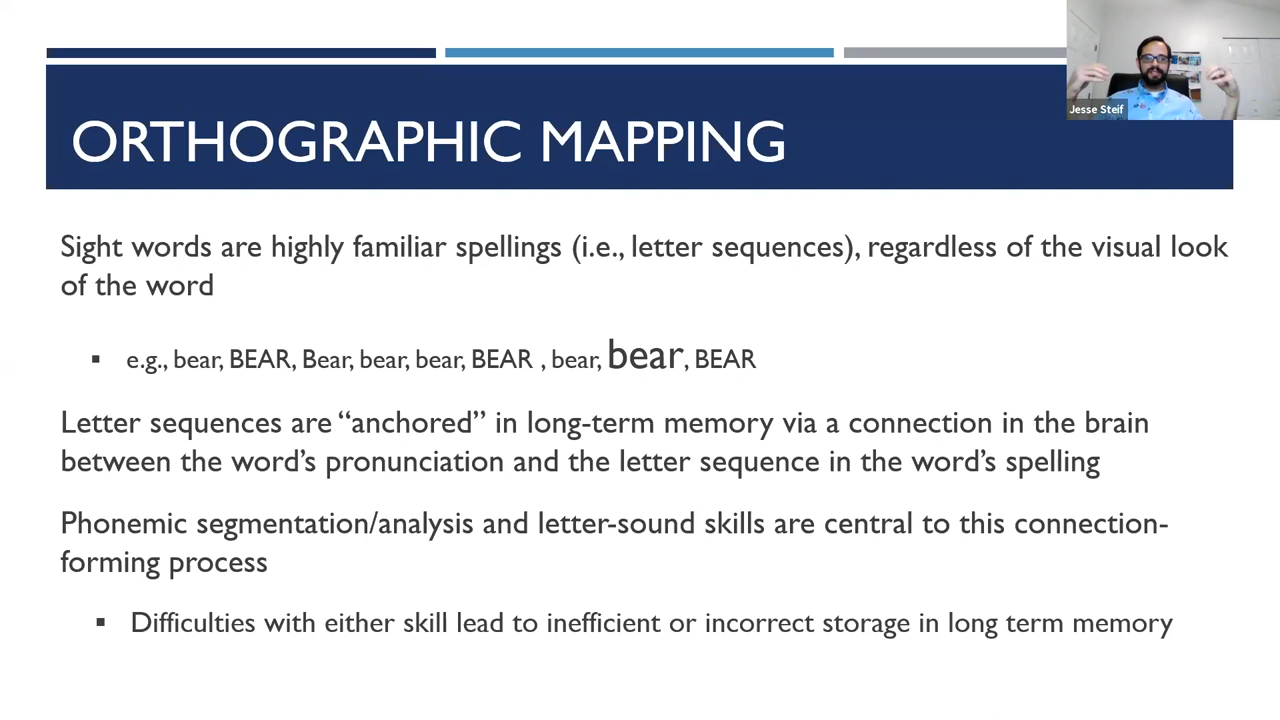 Jesse Steif
ORTHOGRAPHIC MAPPING
Sight words are highly familiar spellings (i.e., letter sequences), regardless of the visual look
of the word
▪ e.g., bear, BEAR, Bear, bear, bear, BEAR , bear, bear, BEAR
Letter sequences are “anchored” in long-term memory via a connection in the brain
between the word’s pronunciation and the letter sequence in the word’s spelling
Phonemic segmentation/analysis and letter-sound skills are central to this connection-
forming process
▪ Difficulties with either skill lead to inefficient or incorrect storage in long term memory